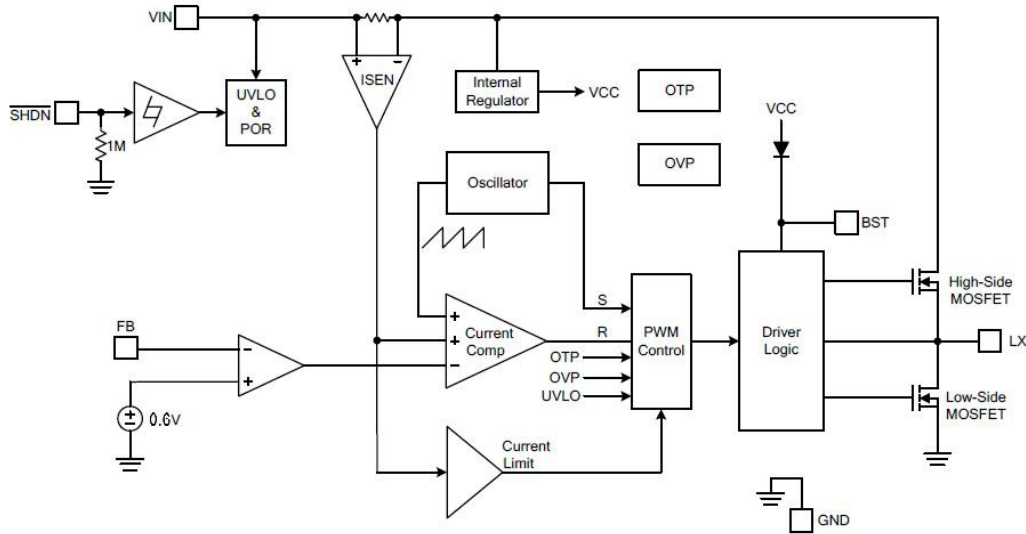 VIN
+ -
ISEN
SHDN
1M
UVLO
&
POR
Internal
Regulator
VCC
OTP
VCC
OVP
Oscillator
BST
High-Side
MOSFET
S
FB
-
+
+
+
-
Current
Comp
R
PWM
Control
Driver
Logic
LX
OTP
OVP
UVLO
+
-
0.6V
Low-Side
MOSFET
Current
Limit
GND